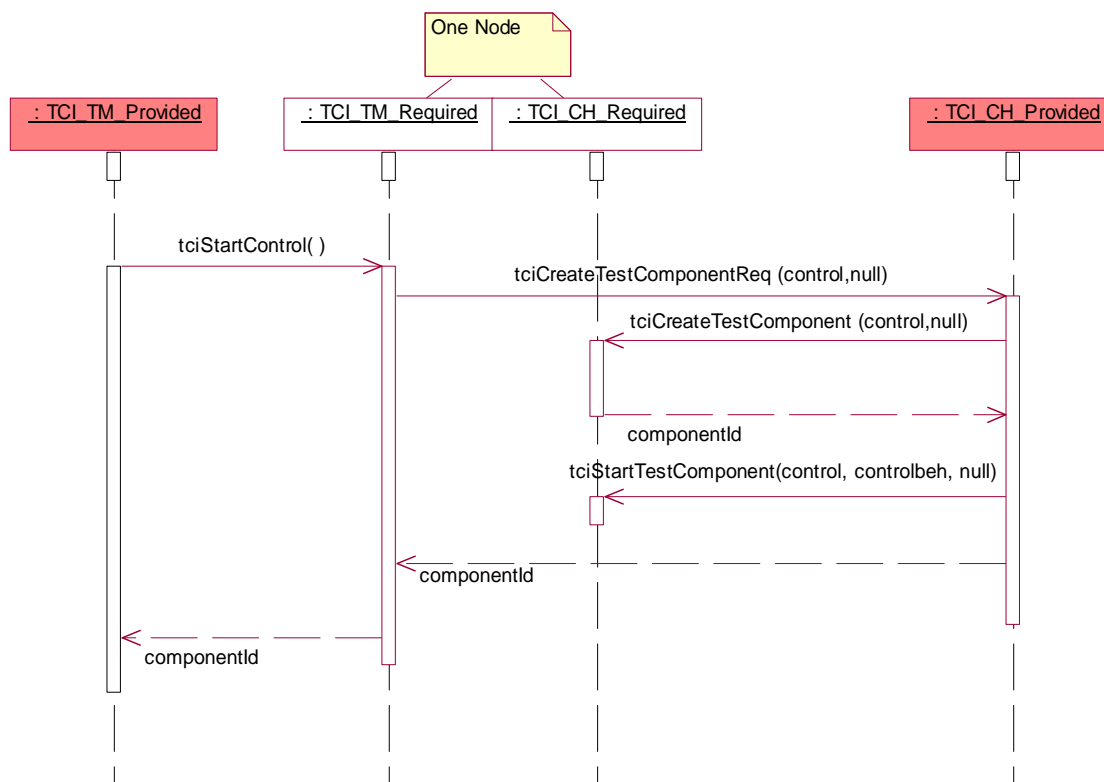 One Node
: TCI_TM_Provided
: TCI_TM_Required
: TCI_CH_Required
: TCI_CH_Provided
tciStartControl( )
tciCreateTestComponentReq (control,null)
tciCreateTestComponent (control,null)
componentId
tciStartTestComponent(control, controlbeh, null)
componentId
componentId